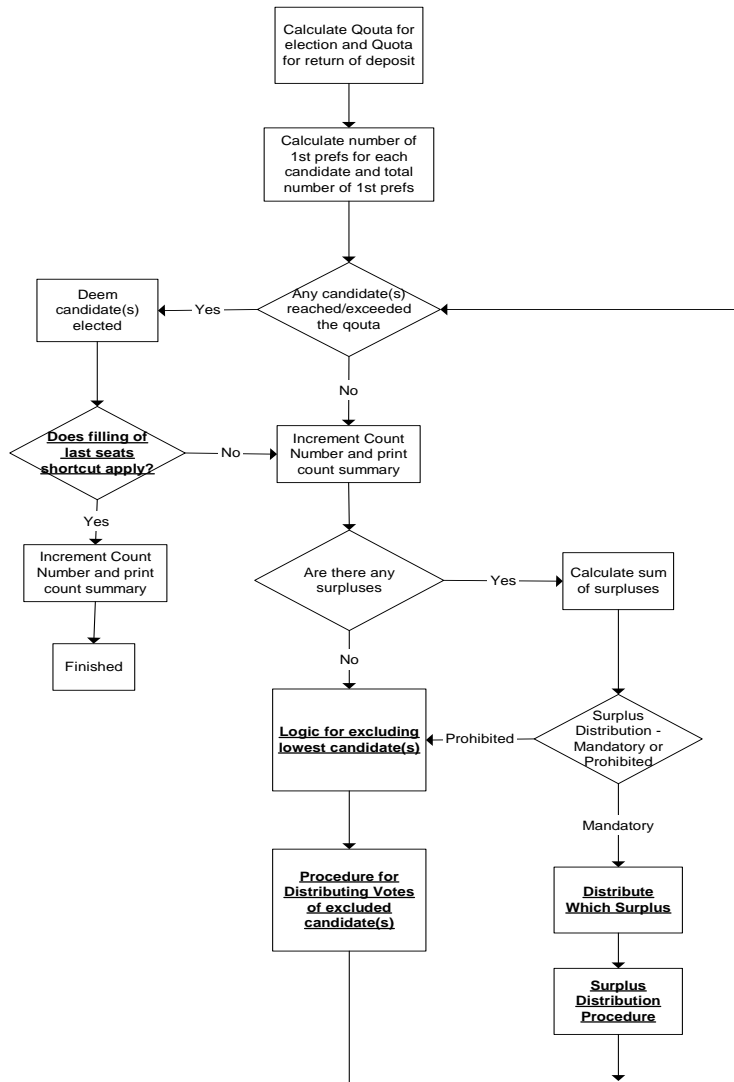 Calculate Qouta for
election and Quota
for return of deposit
Calculate number of
1st prefs for each
candidate and total
number of 1st prefs
Any candidate(s)
reached/exceeded
the qouta
Yes
Deem
candidate(s)
elected
No
Does filling of
last seats
shortcut apply?
No
Increment Count
Number and print
count summary
Yes
Increment Count
Number and print
count summary
Finished
Are there any
surpluses
Yes
Calculate sum
of surpluses
No
Surplus
Distribution -
Mandatory or
Prohibited
Prohibited
Logic for excluding
lowest candidate(s)
Mandatory
Procedure for
Distributing Votes
of excluded
candidate(s)
Distribute
Which Surplus
Surplus
Distribution
Procedure